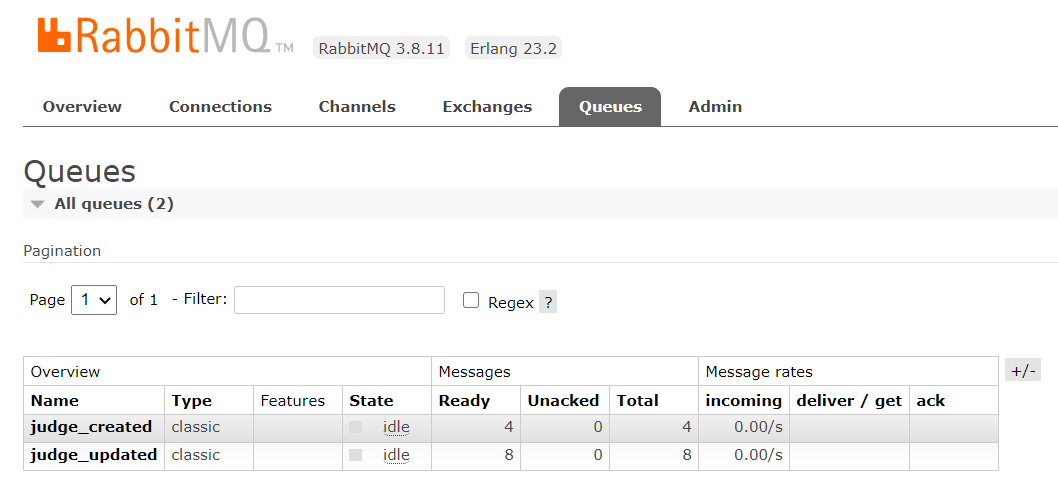 RabbitMQ TM RabbitMQ 3.8.11 Erlang 23.2
Overview Connections Channels Exchanges Queues Admin
Queues
All queues (2)
Pagination
Page 1 of 1 - Filter: Regex ?
Overview Messages Message rates +/-
Name Type Features State Ready Unacked Total incoming deliver / get ack
judge_created classic idle 4 0 4 0.00/s
judge_updated classic idle 8 0 8 0.00/s